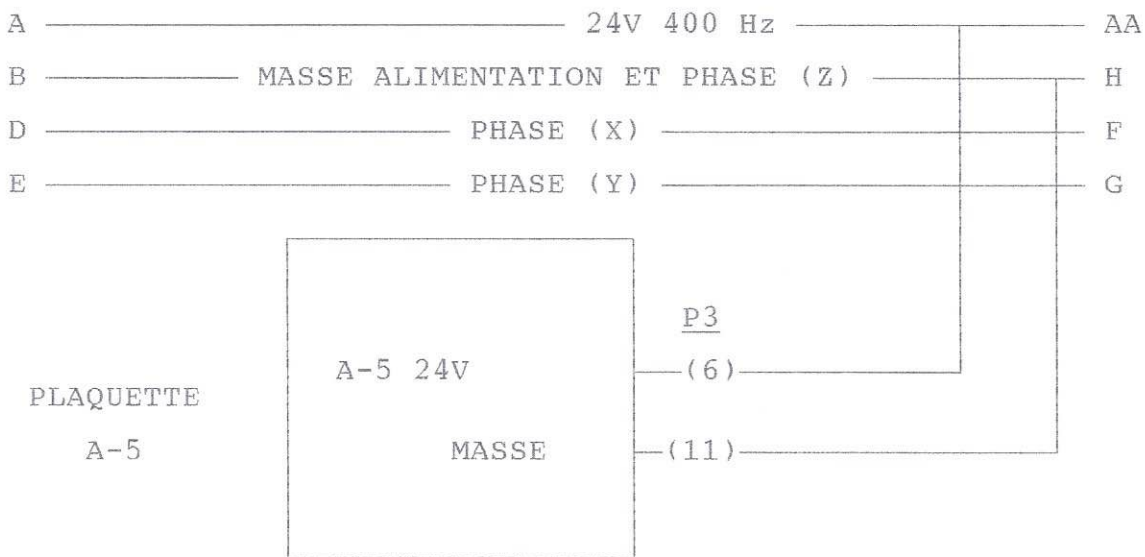 A 24V 400 Hz AA
B MASSE ALIMENTATION ET PHASE (Z) H
D PHASE (X) F
E PHASE (Y) G
P3
A-5 24V (6)
PLAQUETTE
A-5 MASSE (11)